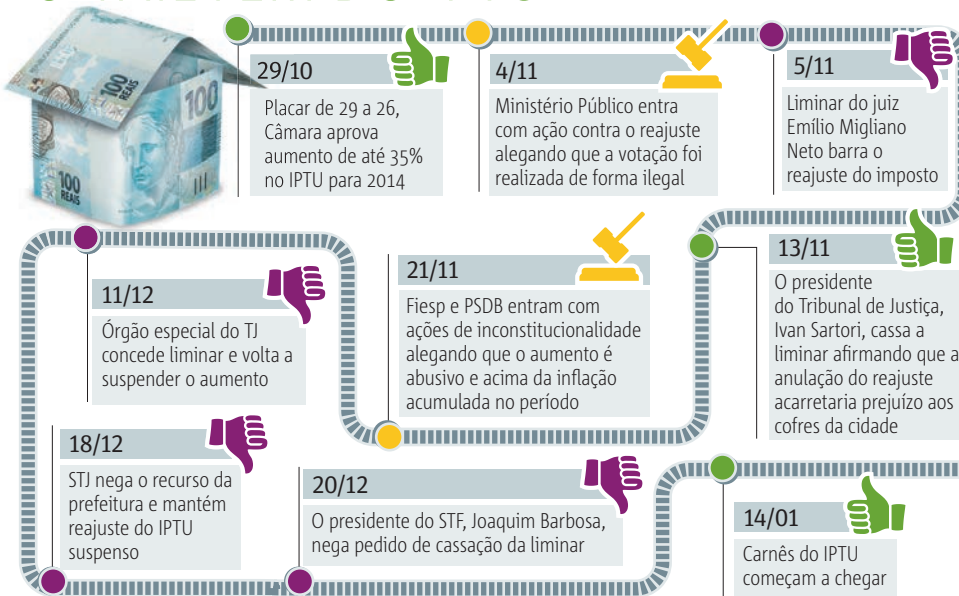 100
REAIS
100
100
REAIS
29/10
Placar de 29 a 26,
Câmara aprova
aumento de até 35%
no IPTU para 2014
4/11
Ministério Público entra
com ação contra o reajuste
alegando que a votação foi
realizada de forma ilegal
5/11
Liminar do juiz
Emílio Migliano
Neto barra o
reajuste do imposto
13/11
O presidente
do Tribunal de Justiça,
Ivan Sartori, cassa a
liminar afirmando que a
anulação do reajuste
acarretaria prejuízo aos
cofres da cidade
21/11
Fiesp e PSDB entram com
ações de inconstitucionalidade
alegando que o aumento é
abusivo e acima da inflação
acumulada no período
11/12
Órgão especial do TJ
concede liminar e volta a
suspender o aumento
18/12
STJ nega o recurso da
prefeitura e mantém
reajuste do IPTU
suspenso
20/12
O presidente do STF, Joaquim Barbosa,
nega pedido de cassação da liminar
14/01
Carnês do IPTU
começam a chegar